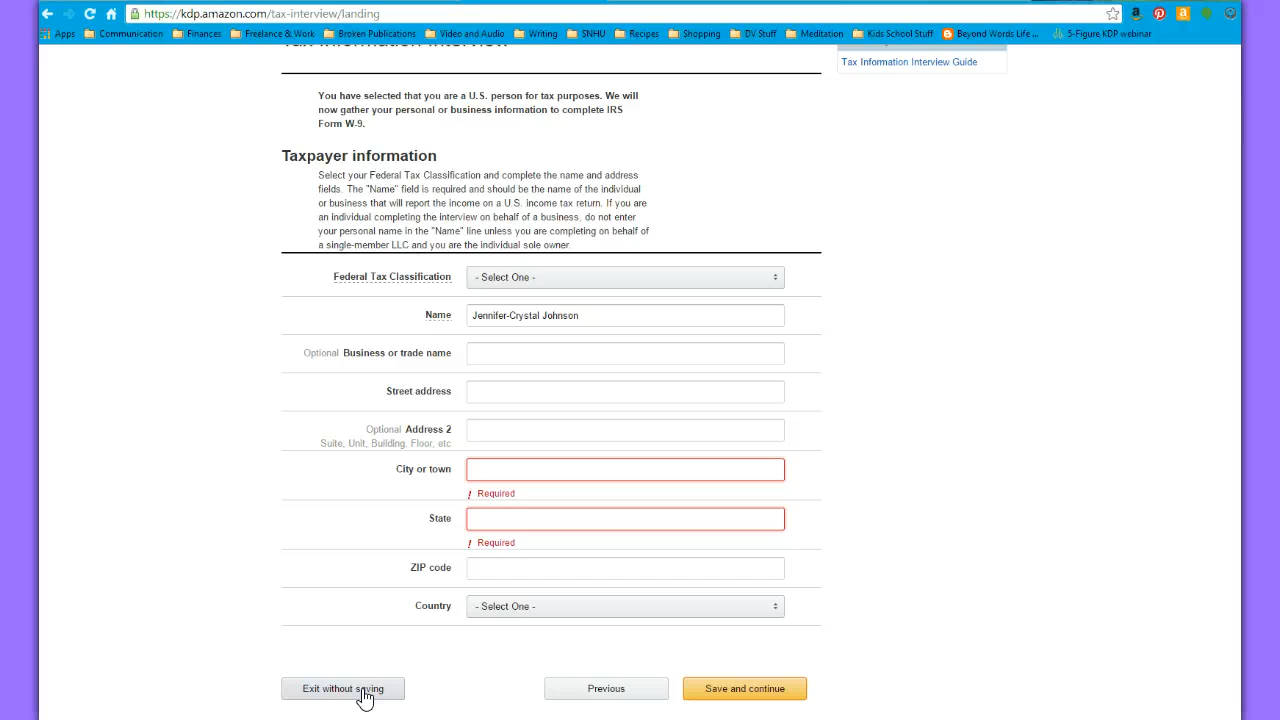 https://kdp.amazon.com/tax-interview/landing
Apps Communication Finances Freelance & Work Broken Publications Video and Audio Writing SNHU Recipes Shopping DV Stuff Meditation Kids School Stuff Beyond Words Life ... 5-Figure KDP webinar
Tax Information Interview
Tax Information Interview Guide
You have selected that you are a U.S. person for tax purposes. We will
now gather your personal or business information to complete IRS
Form W-9.
Taxpayer information
Select your Federal Tax Classification and complete the name and address
fields. The "Name" field is required and should be the name of the individual
or business that will report the income on a U.S. income tax return. If you are
an individual completing the interview on behalf of a business, do not enter
your personal name in the "Name" line unless you are completing on behalf of
a single-member LLC and you are the individual sole owner.
Federal Tax Classification - Select One -
Name Jennifer-Crystal Johnson
Optional Business or trade name
Street address
Optional Address 2
Suite, Unit, Building, Floor, etc
City or town
! Required
State
! Required
ZIP code
Country - Select One -
Exit without saving Previous Save and continue